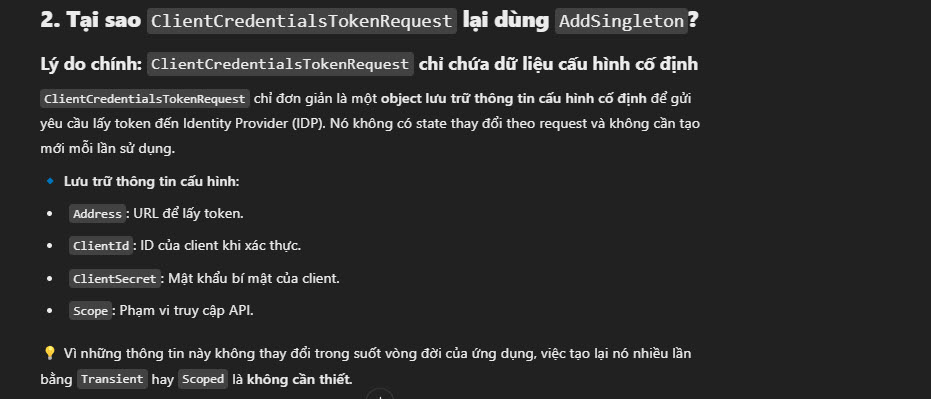 2. Tại sao ClientCredentialsTokenRequest lại dùng AddSingleton?
Lý do chính: ClientCredentialsTokenRequest chỉ chứa dữ liệu cấu hình cố định
ClientCredentialsTokenRequest chỉ đơn giản là một object lưu trữ thông tin cấu hình cố định để gửi
yêu cầu lấy token đến Identity Provider (IDP). Nó không có state thay đổi theo request và không cần tạo
mới mỗi lần sử dụng.
🔹 Lưu trữ thông tin cấu hình:
• Address: URL để lấy token.
• ClientId: ID của client khi xác thực.
• ClientSecret: Mật khẩu bí mật của client.
• Scope: Phạm vi truy cập API.
💡 Vì những thông tin này không thay đổi trong suốt vòng đời của ứng dụng, việc tạo lại nó nhiều lần
bằng Transient hay Scoped là không cần thiết.